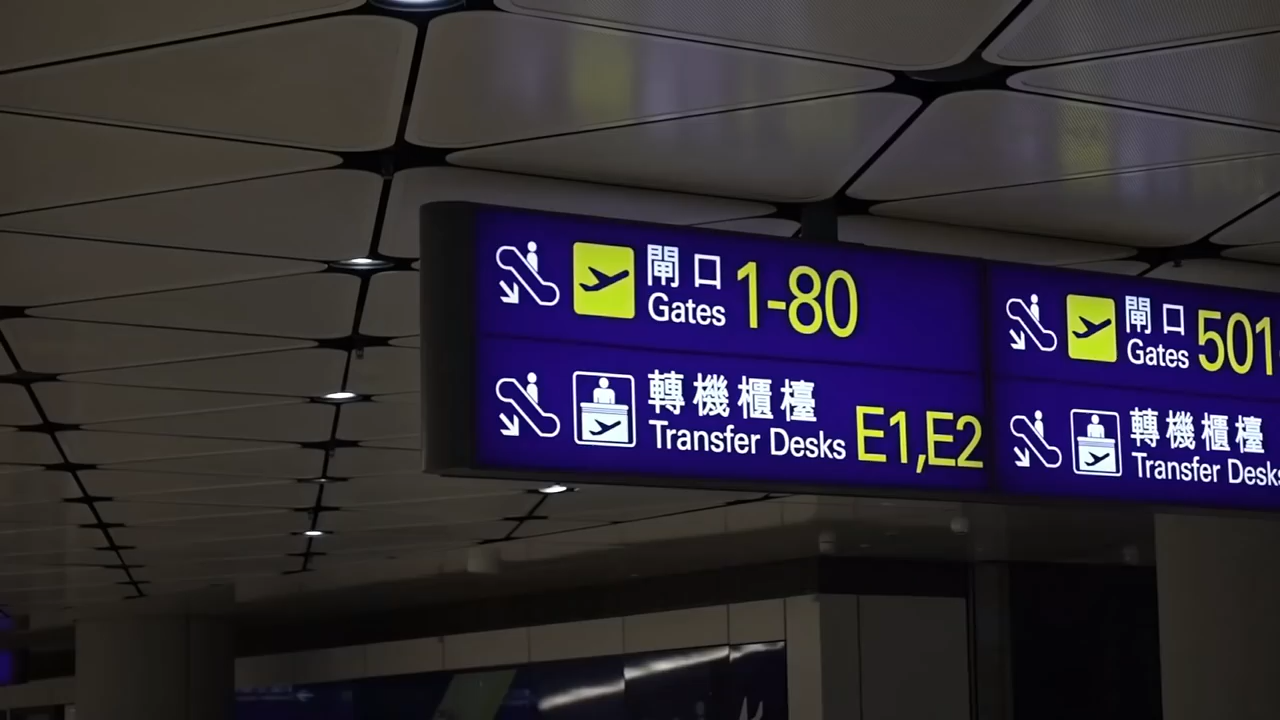 閘口
Gates 1-80
轉機櫃檯
Transfer Desks E1,E2
閘口
Gates 501
轉機櫃檯
Transfer Desks